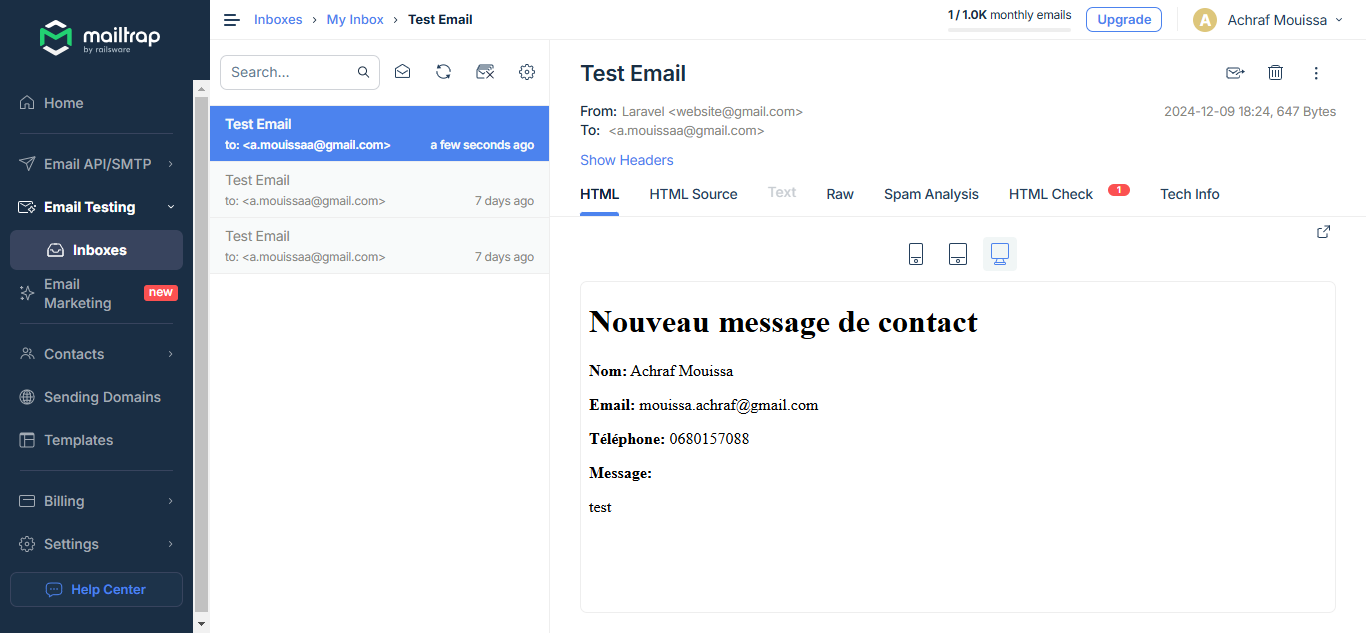 mailtrap
by railsware
Home
Email API/SMTP
Email Testing
Inboxes
Email
Marketing
new
Contacts
Sending Domains
Templates
Billing
Settings
Help Center
Inboxes › My Inbox › Test Email
1 / 1.0K monthly emails
Upgrade
A
Achraf Mouissa
Search...
Test Email
to: <a.mouissaa@gmail.com> a few seconds ago
Test Email
to: <a.mouissaa@gmail.com> 7 days ago
Test Email
to: <a.mouissaa@gmail.com> 7 days ago
Test Email
From: Laravel <website@gmail.com>
2024-12-09 18:24, 647 Bytes
To: <a.mouissaa@gmail.com>
Show Headers
HTML HTML Source Text Raw Spam Analysis HTML Check 1 Tech Info
Nouveau message de contact
Nom: Achraf Mouissa
Email: mouissa.achraf@gmail.com
Téléphone: 0680157088
Message:
test